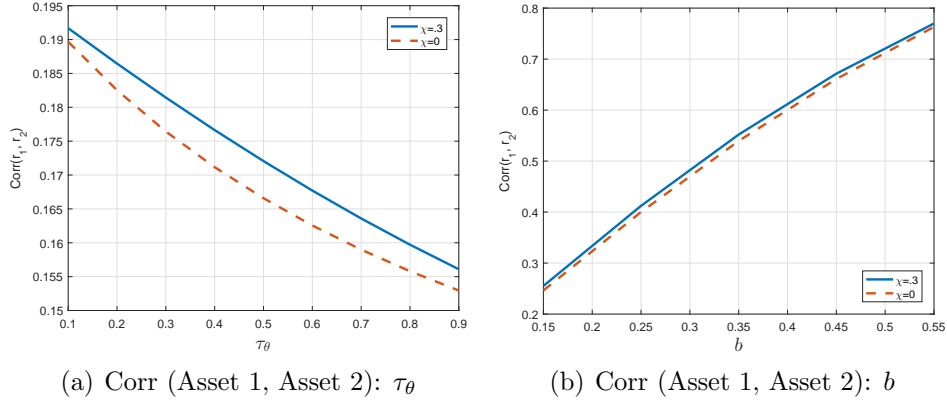 0.195
0.19
0.185
0.18
0.175
0.17
0.165
0.16
0.155
0.15
Corr(r₁, r₂)
χ=.3
χ=0
0.1 0.2 0.3 0.4 0.5 0.6 0.7 0.8 0.9
τθ
(a) Corr (Asset 1, Asset 2): τθ
0.8
0.7
0.6
0.5
0.4
0.3
0.2
Corr(r₁, r₂)
χ=.3
χ=0
0.15 0.2 0.25 0.3 0.35 0.4 0.45 0.5 0.55
b
(b) Corr (Asset 1, Asset 2): b